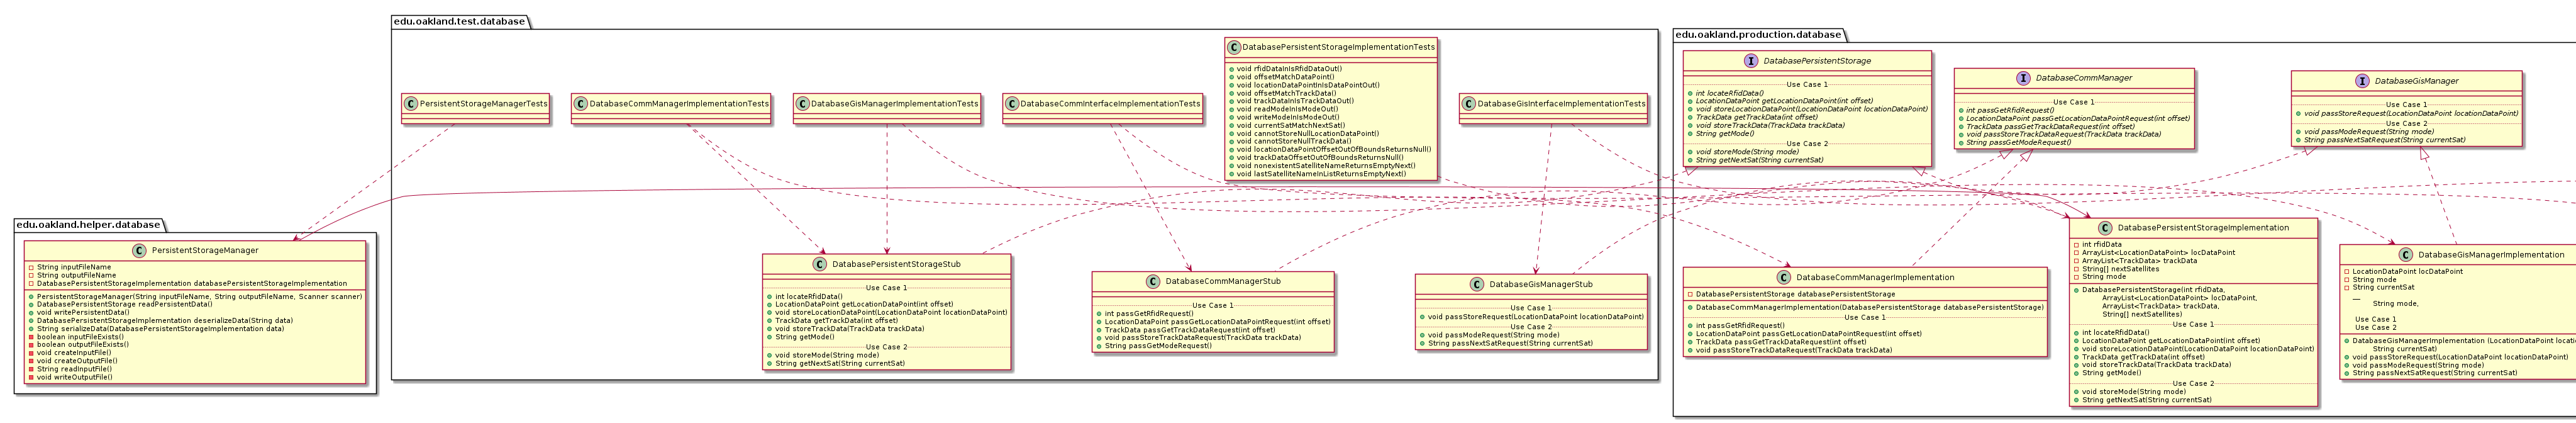 edu.oakland.helper.database
PersistentStorageManager
String inputFileName
String outputFileName
DatabasePersistentStorageImplementation databasePersistentStorageImplementation
PersistentStorageManager(String inputFileName, String outputFileName, Scanner scanner)
DatabasePersistentStorage readPersistentData()
void writePersistentData()
DatabasePersistentStorageImplementation deserializeData(String data)
String serializeData(DatabasePersistentStorageImplementation data)
boolean inputFileExists()
boolean outputFileExists()
void createInputFile()
void createOutputFile()
String readInputFile()
void writeOutputFile()
edu.oakland.test.database
PersistentStorageManagerTests
DatabaseCommManagerImplementationTests
DatabaseGisManagerImplementationTests
DatabaseCommInterfaceImplementationTests
DatabasePersistentStorageImplementationTests
void rfidDataInIsRfidDataOut()
void offsetMatchDataPoint()
void locationDataPointInIsDataPointOut()
void offsetMatchTrackData()
void trackDataInIsTrackDataOut()
void readModeInIsModeOut()
void writeModeInIsModeOut()
void currentSatMatchNextSat()
void cannotStoreNullLocationDataPoint()
void cannotStoreNullTrackData()
void locationDataPointOffsetOutOfBoundsReturnsNull()
void trackDataOffsetOutOfBoundsReturnsNull()
void nonexistentSatelliteNameReturnsEmptyNext()
void lastSatelliteNameInListReturnsEmptyNext()
DatabaseGisInterfaceImplementationTests
DatabasePersistentStorageStub
Use Case 1
int locateRfidData()
LocationDataPoint getLocationDataPoint(int offset)
void storeLocationDataPoint(LocationDataPoint locationDataPoint)
TrackData getTrackData(int offset)
void storeTrackData(TrackData trackData)
String getMode()
Use Case 2
void storeMode(String mode)
String getNextSat(String currentSat)
DatabaseCommManagerStub
Use Case 1
int passGetRfidRequest()
LocationDataPoint passGetLocationDataPointRequest(int offset)
TrackData passGetTrackDataRequest(int offset)
void passStoreTrackDataRequest(TrackData trackData)
String passGetModeRequest()
DatabaseGisManagerStub
Use Case 1
void passStoreRequest(LocationDataPoint locationDataPoint)
Use Case 2
void passModeRequest(String mode)
String passNextSatRequest(String currentSat)
edu.oakland.production.database
DatabasePersistentStorage
Use Case 1
int locateRfidData()
LocationDataPoint getLocationDataPoint(int offset)
void storeLocationDataPoint(LocationDataPoint locationDataPoint)
TrackData getTrackData(int offset)
void storeTrackData(TrackData trackData)
String getMode()
Use Case 2
void storeMode(String mode)
String getNextSat(String currentSat)
DatabaseCommManager
Use Case 1
int passGetRfidRequest()
LocationDataPoint passGetLocationDataPointRequest(int offset)
TrackData passGetTrackDataRequest(int offset)
void passStoreTrackDataRequest(TrackData trackData)
String passGetModeRequest()
DatabaseGisManager
Use Case 1
void passStoreRequest(LocationDataPoint locationDataPoint)
Use Case 2
void passModeRequest(String mode)
String passNextSatRequest(String currentSat)
DatabaseCommManagerImplementation
DatabasePersistentStorage databasePersistentStorage
DatabaseCommManagerImplementation(DatabasePersistentStorage databasePersistentStorage)
Use Case 1
int passGetRfidRequest()
LocationDataPoint passGetLocationDataPointRequest(int offset)
TrackData passGetTrackDataRequest(int offset)
void passStoreTrackDataRequest(TrackData trackData)
DatabasePersistentStorageImplementation
int rfidData
ArrayList<LocationDataPoint> locDataPoint
ArrayList<TrackData> trackData
String[] nextSatellites
String mode
DatabasePersistentStorage(int rfidData,
ArrayList<LocationDataPoint> locDataPoint,
ArrayList<TrackData> trackData,
String[] nextSatellites)
Use Case 1
int locateRfidData()
LocationDataPoint getLocationDataPoint(int offset)
void storeLocationDataPoint(LocationDataPoint locationDataPoint)
TrackData getTrackData(int offset)
void storeTrackData(TrackData trackData)
String getMode()
Use Case 2
void storeMode(String mode)
String getNextSat(String currentSat)
DatabaseGisManagerImplementation
LocationDataPoint locDataPoint
String mode
String currentSat
String mode,
Use Case 1
Use Case 2
DatabaseGisManagerImplementation (LocationDataPoint locati
String currentSat)
void passStoreRequest(LocationDataPoint locationDataPoint)
void passModeRequest(String mode)
String passNextSatRequest(String currentSat)